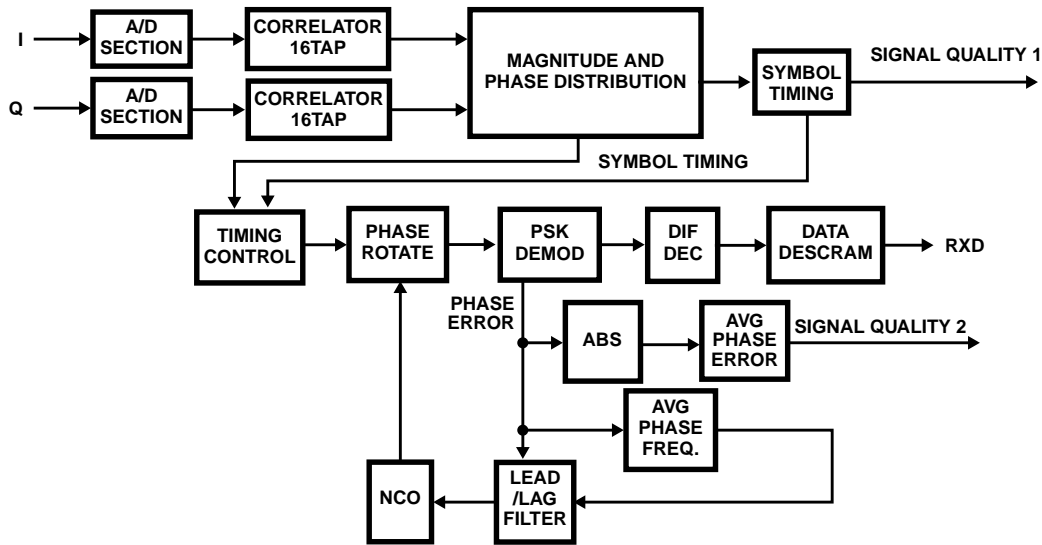 I
A/D
SECTION
CORRELATOR
16TAP
MAGNITUDE AND
PHASE DISTRIBUTION
SYMBOL
TIMING
SIGNAL QUALITY 1
Q
A/D
SECTION
CORRELATOR
16TAP
SYMBOL TIMING
TIMING
CONTROL
PHASE
ROTATE
PSK
DEMOD
DIF
DEC
DATA
DESCRAM
RXD
PHASE
ERROR
ABS
AVG
PHASE
ERROR
SIGNAL QUALITY 2
AVG
PHASE
FREQ.
NCO
LEAD
/LAG
FILTER